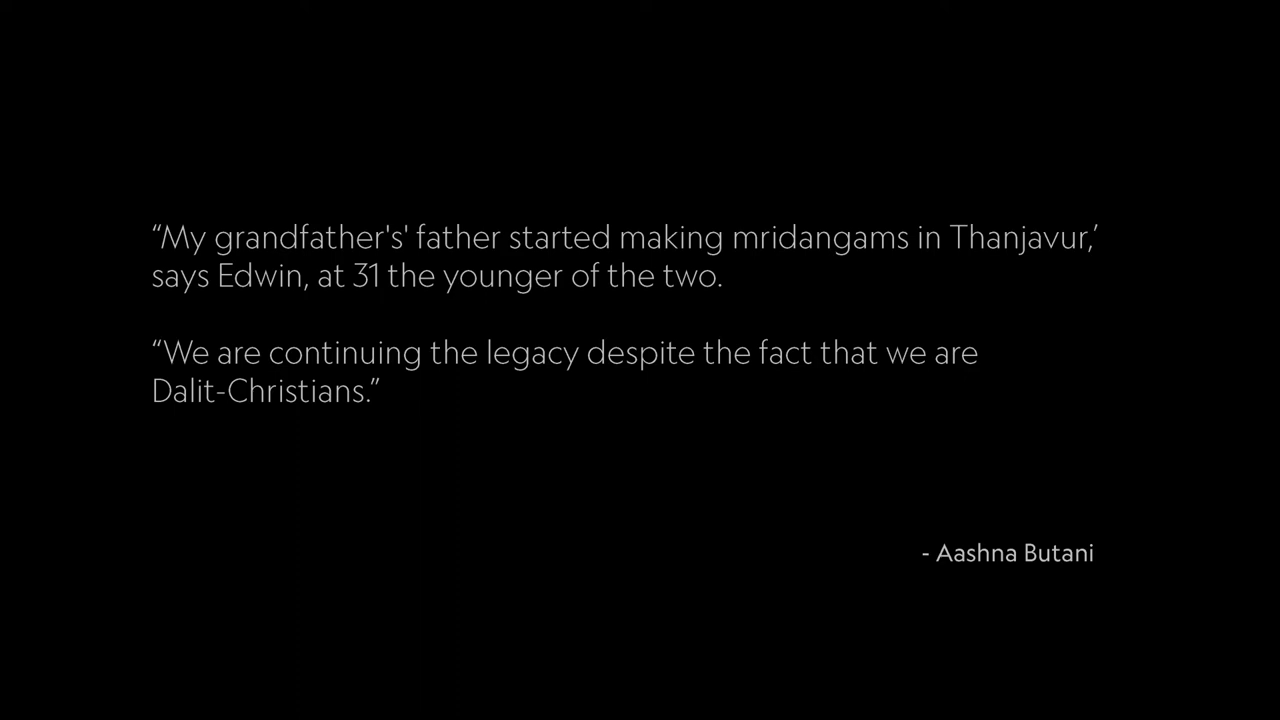 “My grandfather's' father started making mridangams in Thanjavur,’
says Edwin, at 31 the younger of the two.
“We are continuing the legacy despite the fact that we are
Dalit-Christians.”
- Aashna Butani